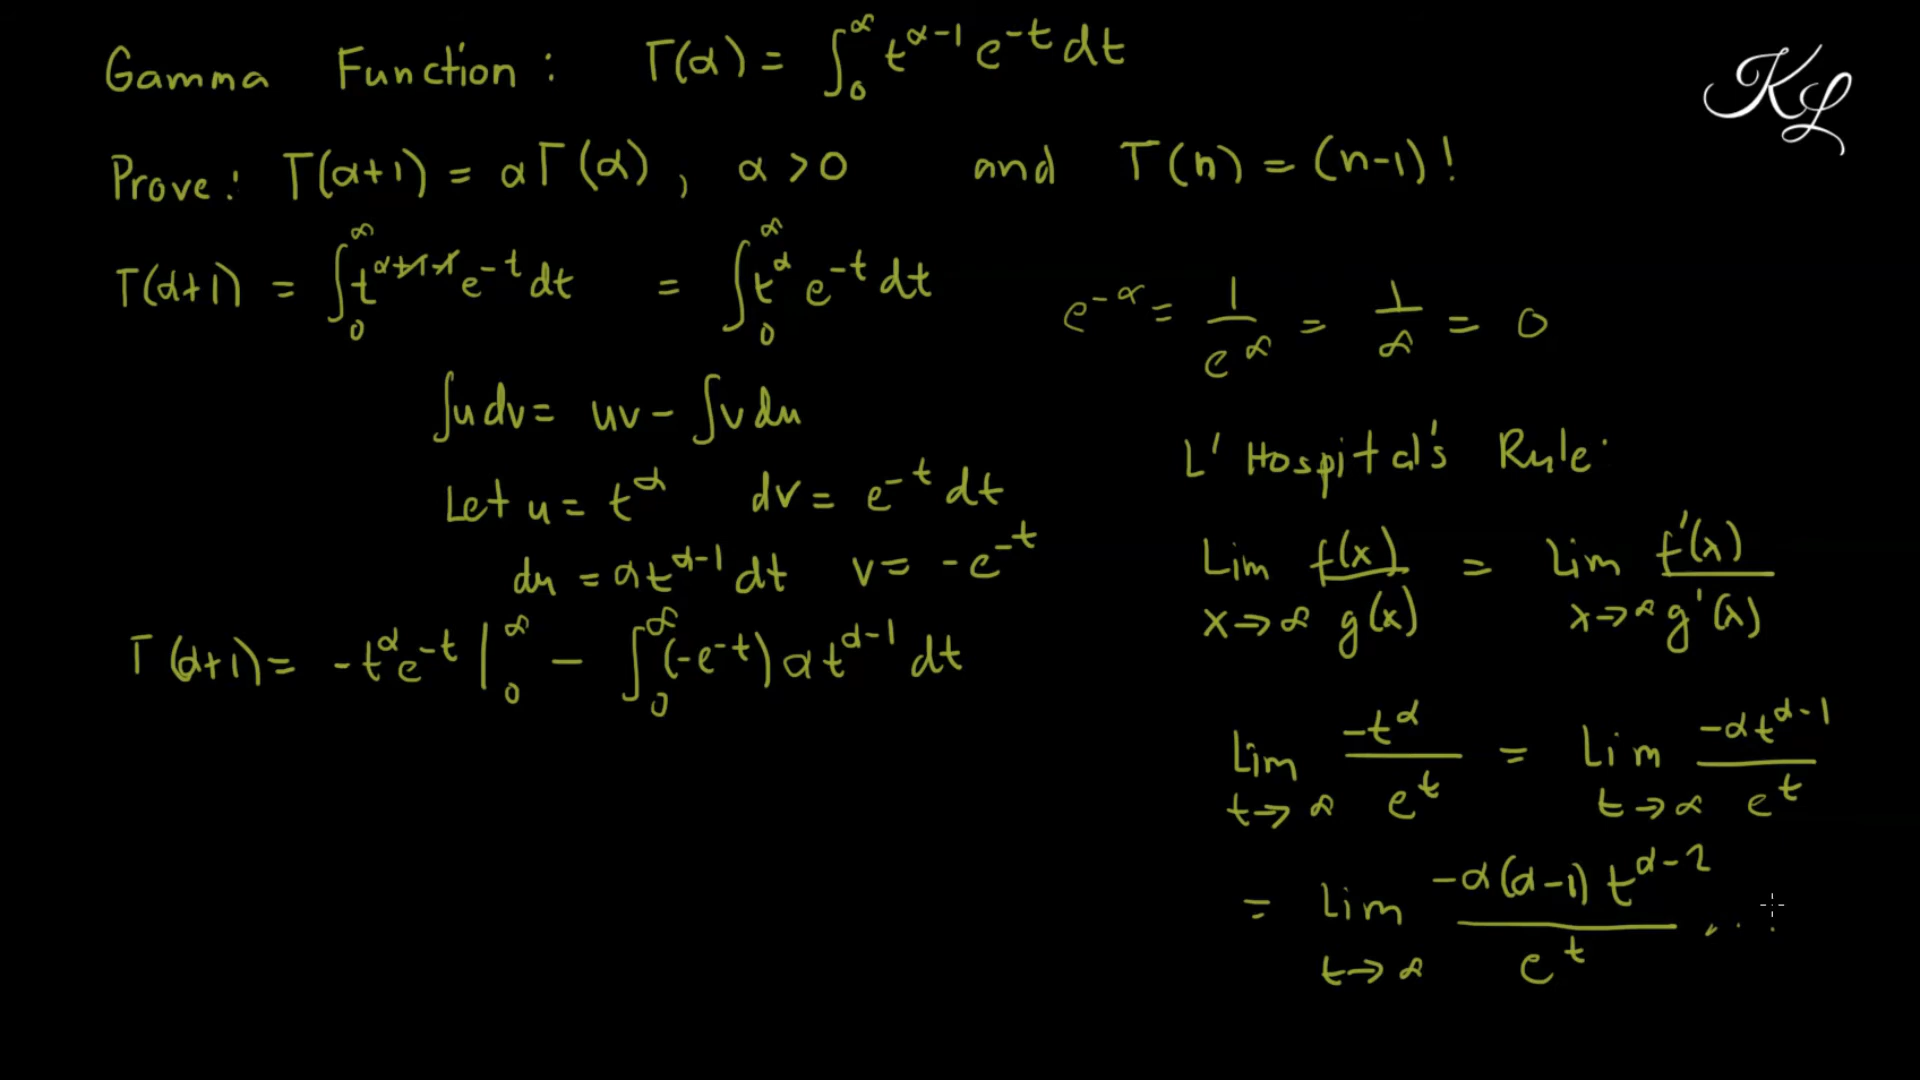 Gamma Function : Γ(α) = ∫₀^∞ t^(α-1) e^(-t) dt
KL
Prove: Γ(α+1) = αΓ(α), α > 0 and Γ(n) = (n-1)!
Γ(α+1) = ∫₀^∞ t^(α+1-1) e^(-t) dt = ∫₀^∞ t^α e^(-t) dt
e^(-∞) = 1/e^∞ = 1/∞ = 0
∫u dv = uv - ∫v du
Let u = t^α dv = e^(-t) dt
du = αt^(α-1) dt v = -e^(-t)
Γ(α+1) = -t^α e^(-t) |₀^∞ - ∫₀^∞ (-e^(-t)) αt^(α-1) dt
L'Hospital's Rule.
Lim x→∞ f(x)/g(x) = Lim x→∞ f'(x)/g'(x)
Lim t→∞ -t^α/e^t = Lim t→∞ -αt^(α-1)/e^t
= Lim t→∞ -α(α-1) t^(α-2)/e^t ...